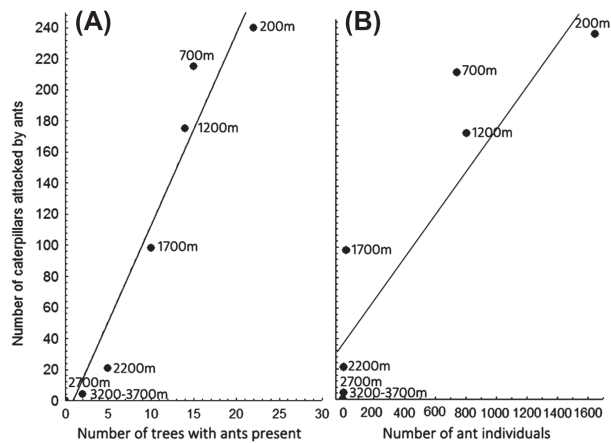 (A)
(B)
Number of caterpillars attacked by ants
240
220
200
180
160
140
120
100
80
60
40
20
0
200m
700m
1200m
1700m
2200m
2700m
3200-3700m
0 5 10 15 20 25 30
Number of trees with ants present
200m
700m
1200m
1700m
2200m
2700m
3200-3700m
0 200 400 600 800 1000 1200 1400 1600
Number of ant individuals